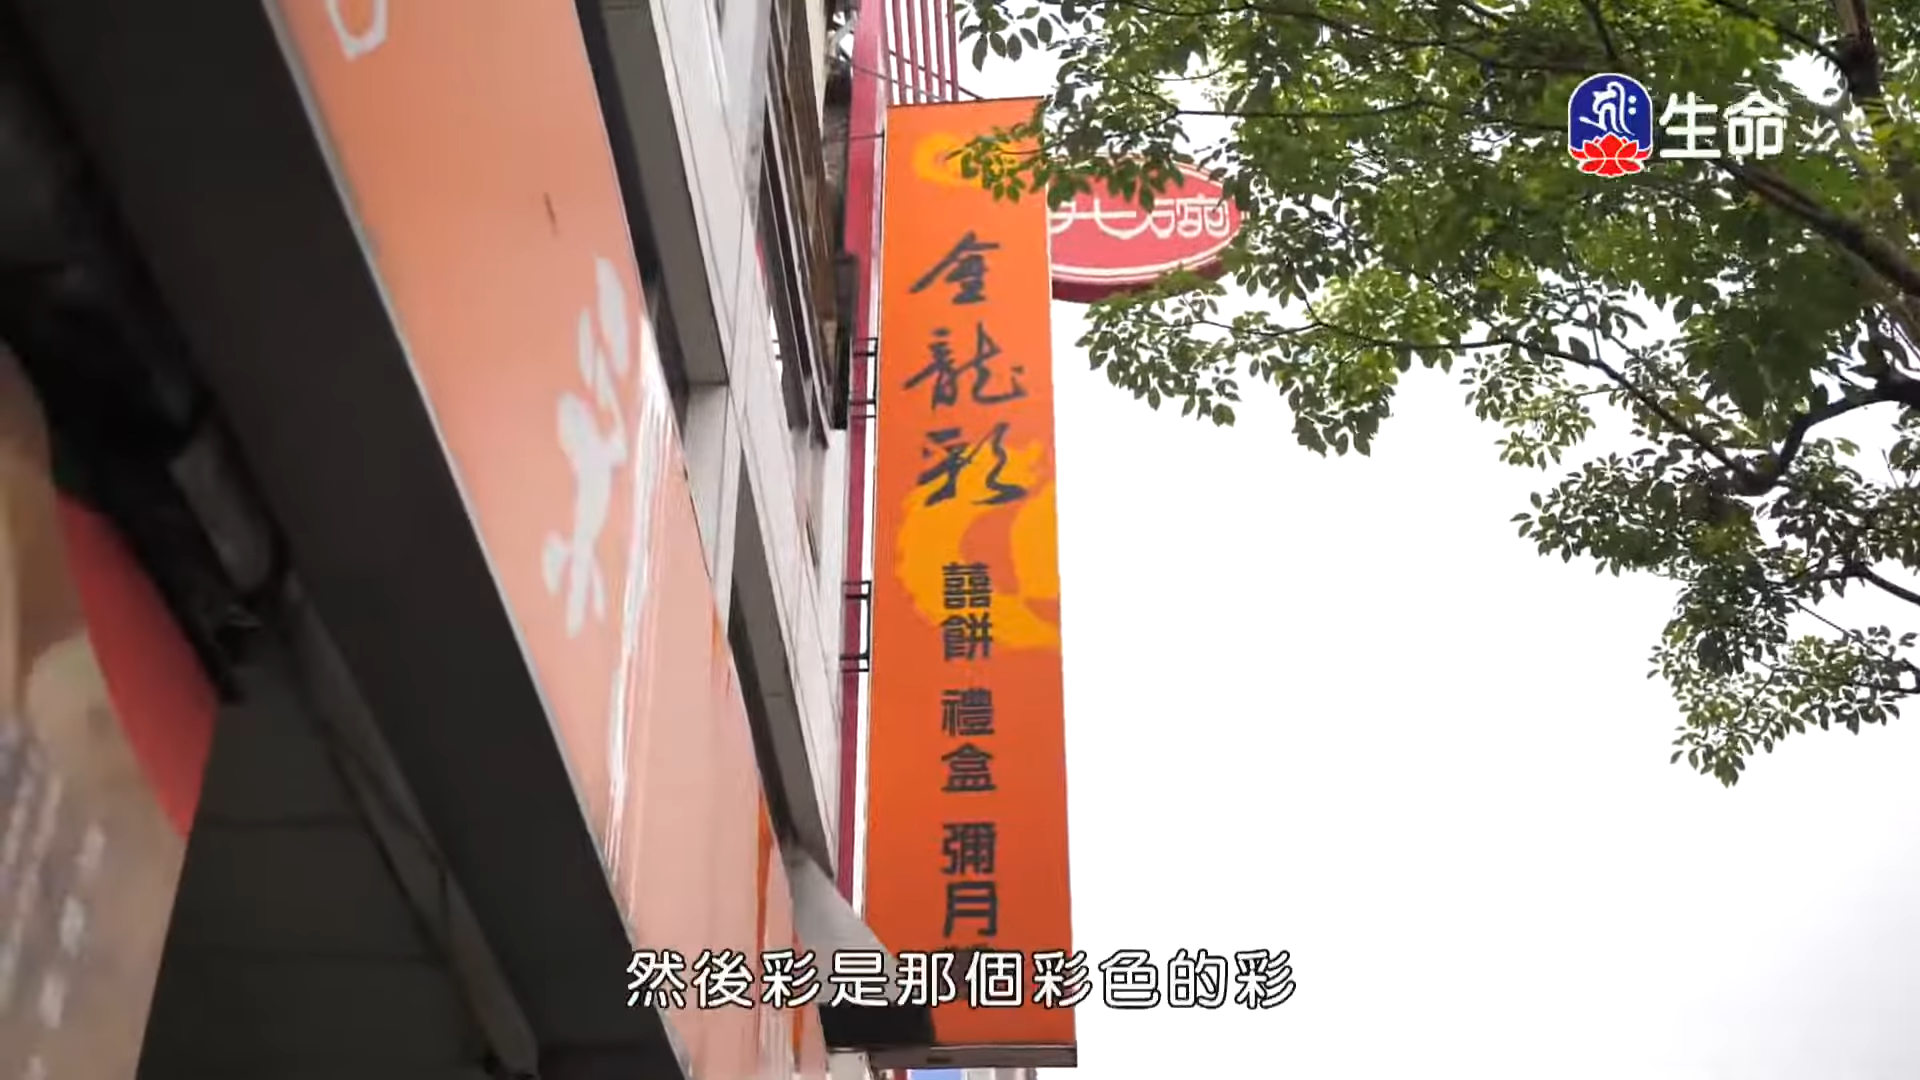 生命
金龍彩
囍餅 禮盒 彌月
碗
然後彩是那個彩色的彩